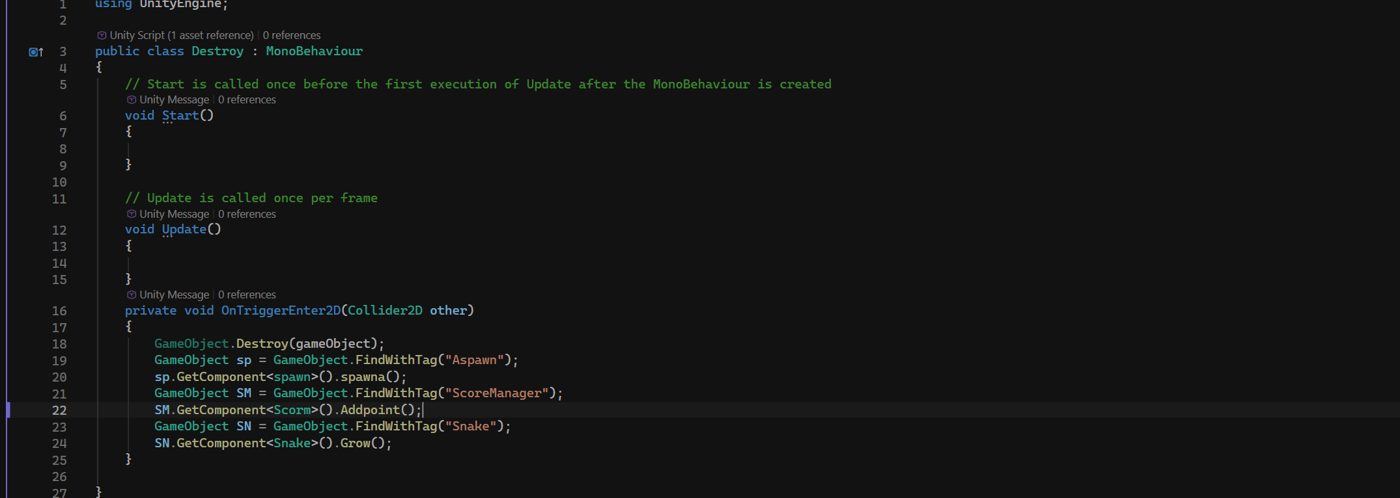 1 using UnityEngine;
2
Unity Script (1 asset reference) | 0 references
3 public class Destroy : MonoBehaviour
4 {
5 // Start is called once before the first execution of Update after the MonoBehaviour is created
Unity Message | 0 references
6 void Start()
7 {
8
9 }
10
11 // Update is called once per frame
Unity Message | 0 references
12 void Update()
13 {
14
15 }
Unity Message | 0 references
16 private void OnTriggerEnter2D(Collider2D other)
17 {
18 GameObject.Destroy(gameObject);
19 GameObject sp = GameObject.FindWithTag("Aspawn");
20 sp.GetComponent<spawn>().spawna();
21 GameObject SM = GameObject.FindWithTag("ScoreManager");
22 SM.GetComponent<Scorm>().Addpoint();
23 GameObject SN = GameObject.FindWithTag("Snake");
24 SN.GetComponent<Snake>().Grow();
25 }
26
27 }